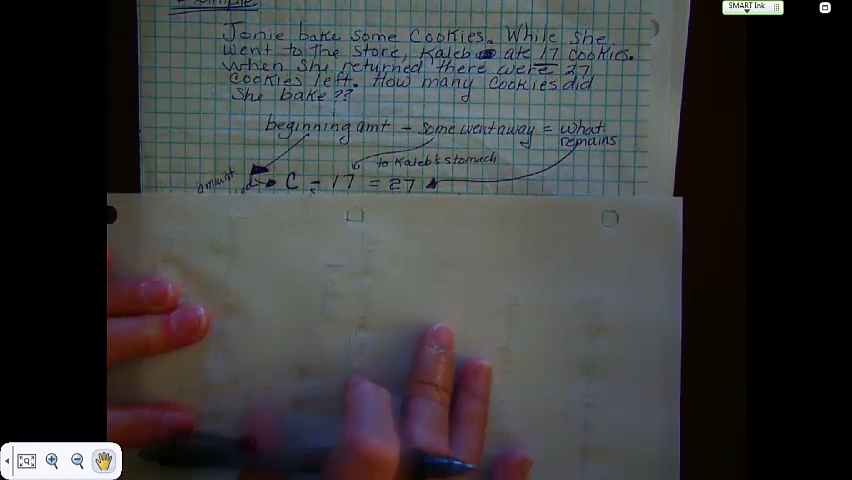 SMART Ink
Example
Jonie bake some cookies. While she
went to the store, Kaleb ate 17 cookies.
When she returned there were 27
cookies left. How many cookies did
she bake??
beginning amt - some went away = what
remains
to Kaleb's stomach
amount
C - 17 = 27